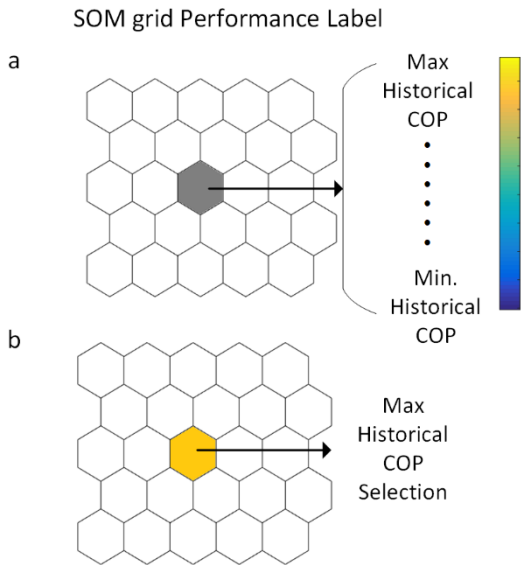 SOM grid Performance Label
a
Max
Historical
COP
Min.
Historical
COP
b
Max
Historical
COP
Selection